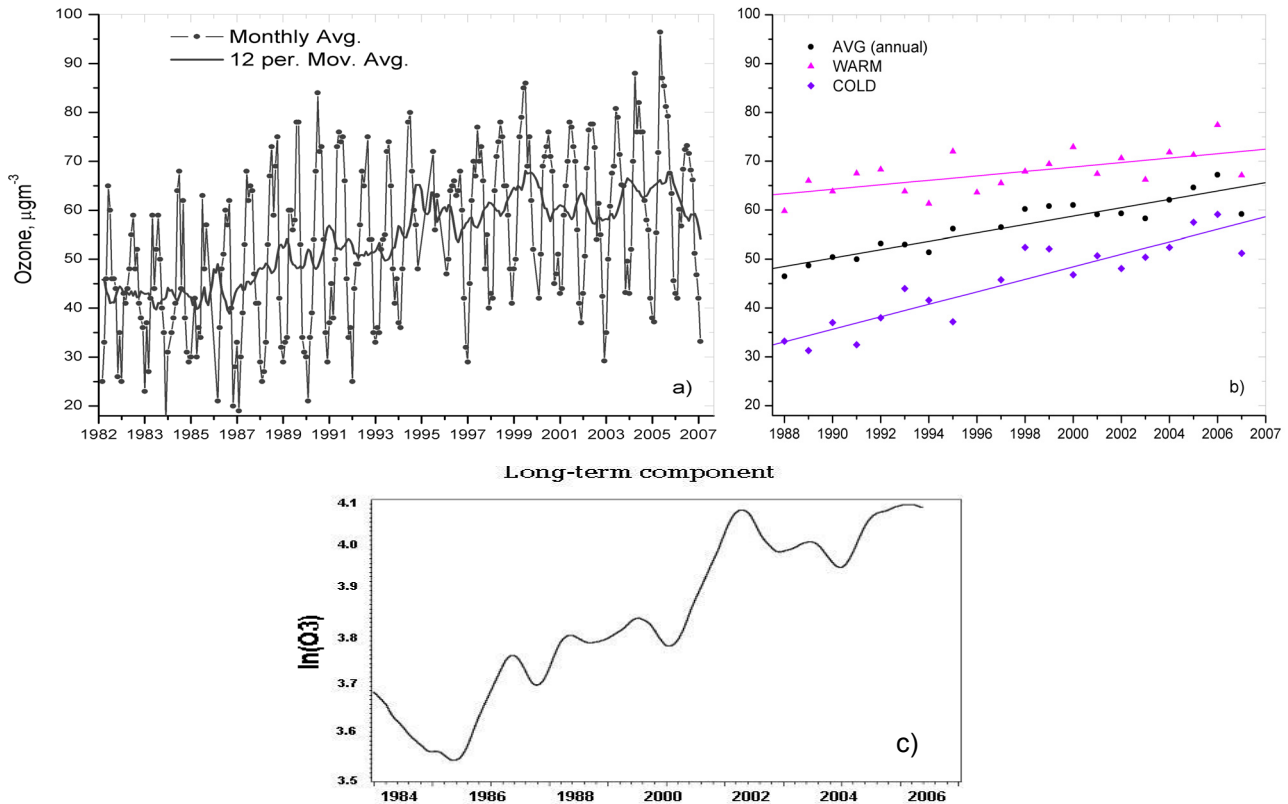 Ozone, µgm-3
100
90
80
70
60
50
40
30
20
Monthly Avg.
12 per. Mov. Avg.
a)
1982 1983 1985 1987 1989 1991 1993 1995 1997 1999 2001 2003 2005 2007
100
90
80
70
60
50
40
30
20
AVG (annual)
WARM
COLD
b)
1988 1990 1992 1994 1996 1998 2000 2002 2004 2006 2007
Long-term component
ln(O3)
4.1
4.0
3.9
3.8
3.7
3.6
3.5
c)
1984 1986 1988 2000 2002 2004 2006